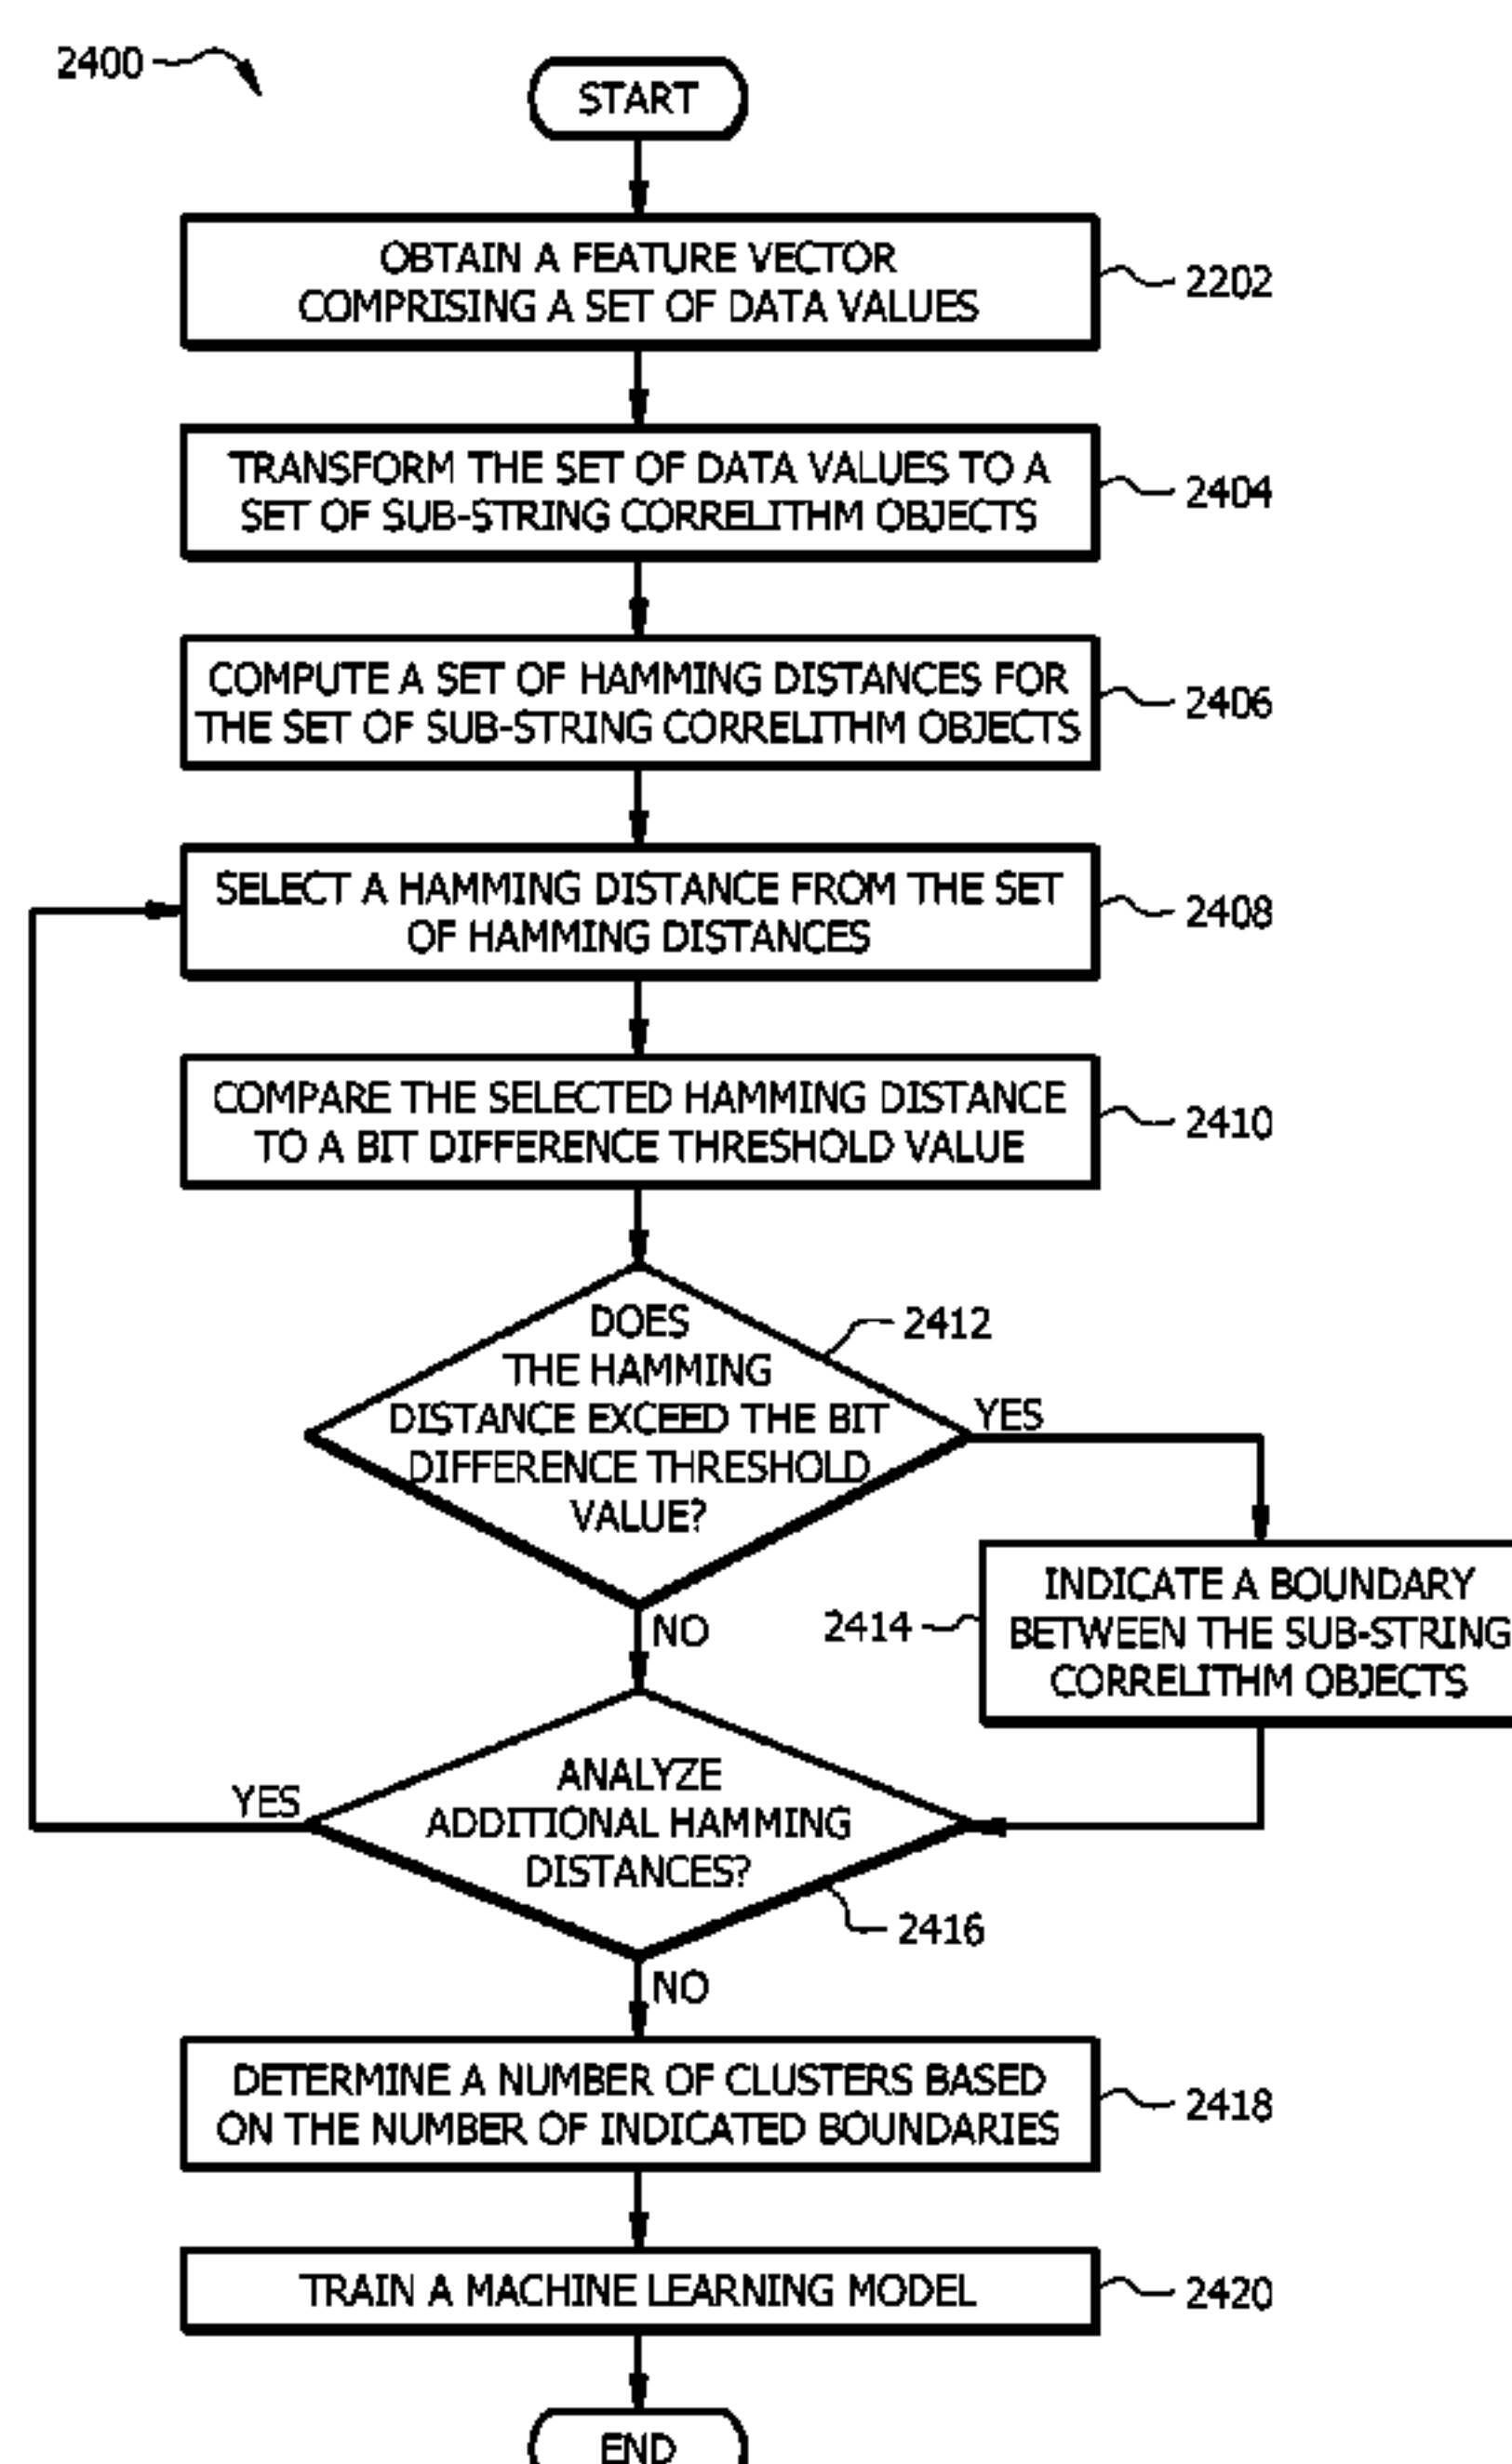 2400
START
OBTAIN A FEATURE VECTOR
COMPRISING A SET OF DATA VALUES
2202
TRANSFORM THE SET OF DATA VALUES TO A
SET OF SUB-STRING CORRELITHM OBJECTS
2404
COMPUTE A SET OF HAMMING DISTANCES FOR
THE SET OF SUB-STRING CORRELITHM OBJECTS
2406
SELECT A HAMMING DISTANCE FROM THE SET
OF HAMMING DISTANCES
2408
COMPARE THE SELECTED HAMMING DISTANCE
TO A BIT DIFFERENCE THRESHOLD VALUE
2410
DOES
THE HAMMING
DISTANCE EXCEED THE BIT
DIFFERENCE THRESHOLD
VALUE?
2412
YES
NO
INDICATE A BOUNDARY
BETWEEN THE SUB-STRING
CORRELITHM OBJECTS
2414
ANALYZE
ADDITIONAL HAMMING
DISTANCES?
YES
2416
NO
DETERMINE A NUMBER OF CLUSTERS BASED
ON THE NUMBER OF INDICATED BOUNDARIES
2418
TRAIN A MACHINE LEARNING MODEL
2420
END